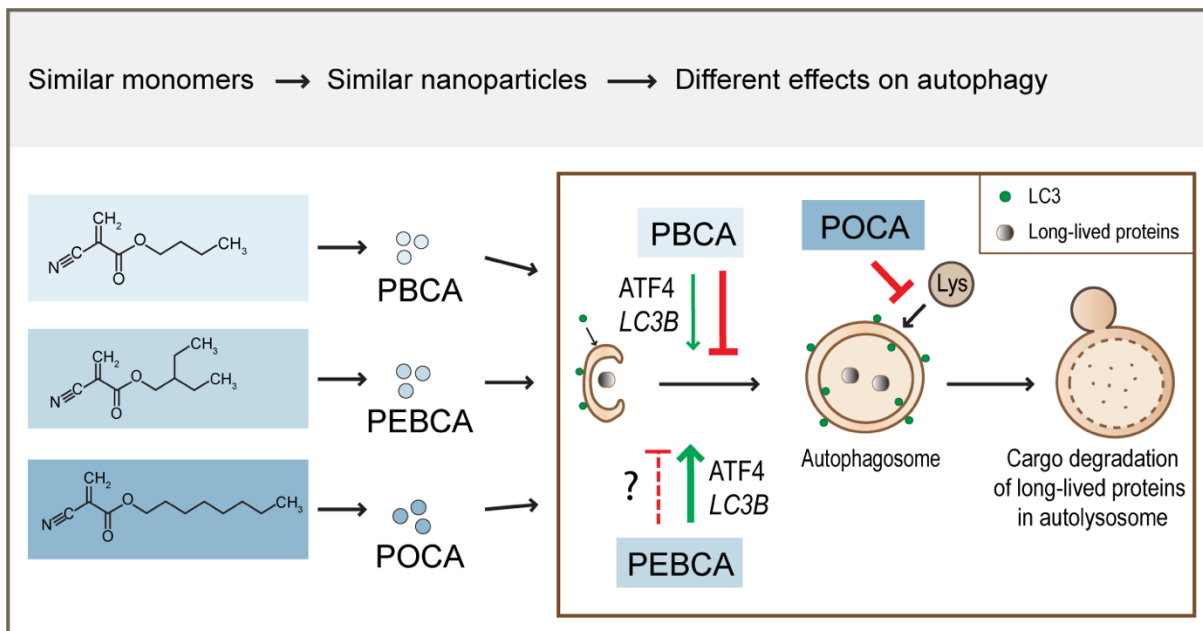 Similar monomers → Similar nanoparticles → Different effects on autophagy
CH2
N
O
O
CH3
PBCA
CH3
CH2
CH3
N
O
O
PEBCA
CH2
N
O
O
CH3
POCA
LC3
Long-lived proteins
PBCA
POCA
ATF4
LC3B
Lys
Autophagosome
Cargo degradation
of long-lived proteins
in autolysosome
?
ATF4
LC3B
PEBCA